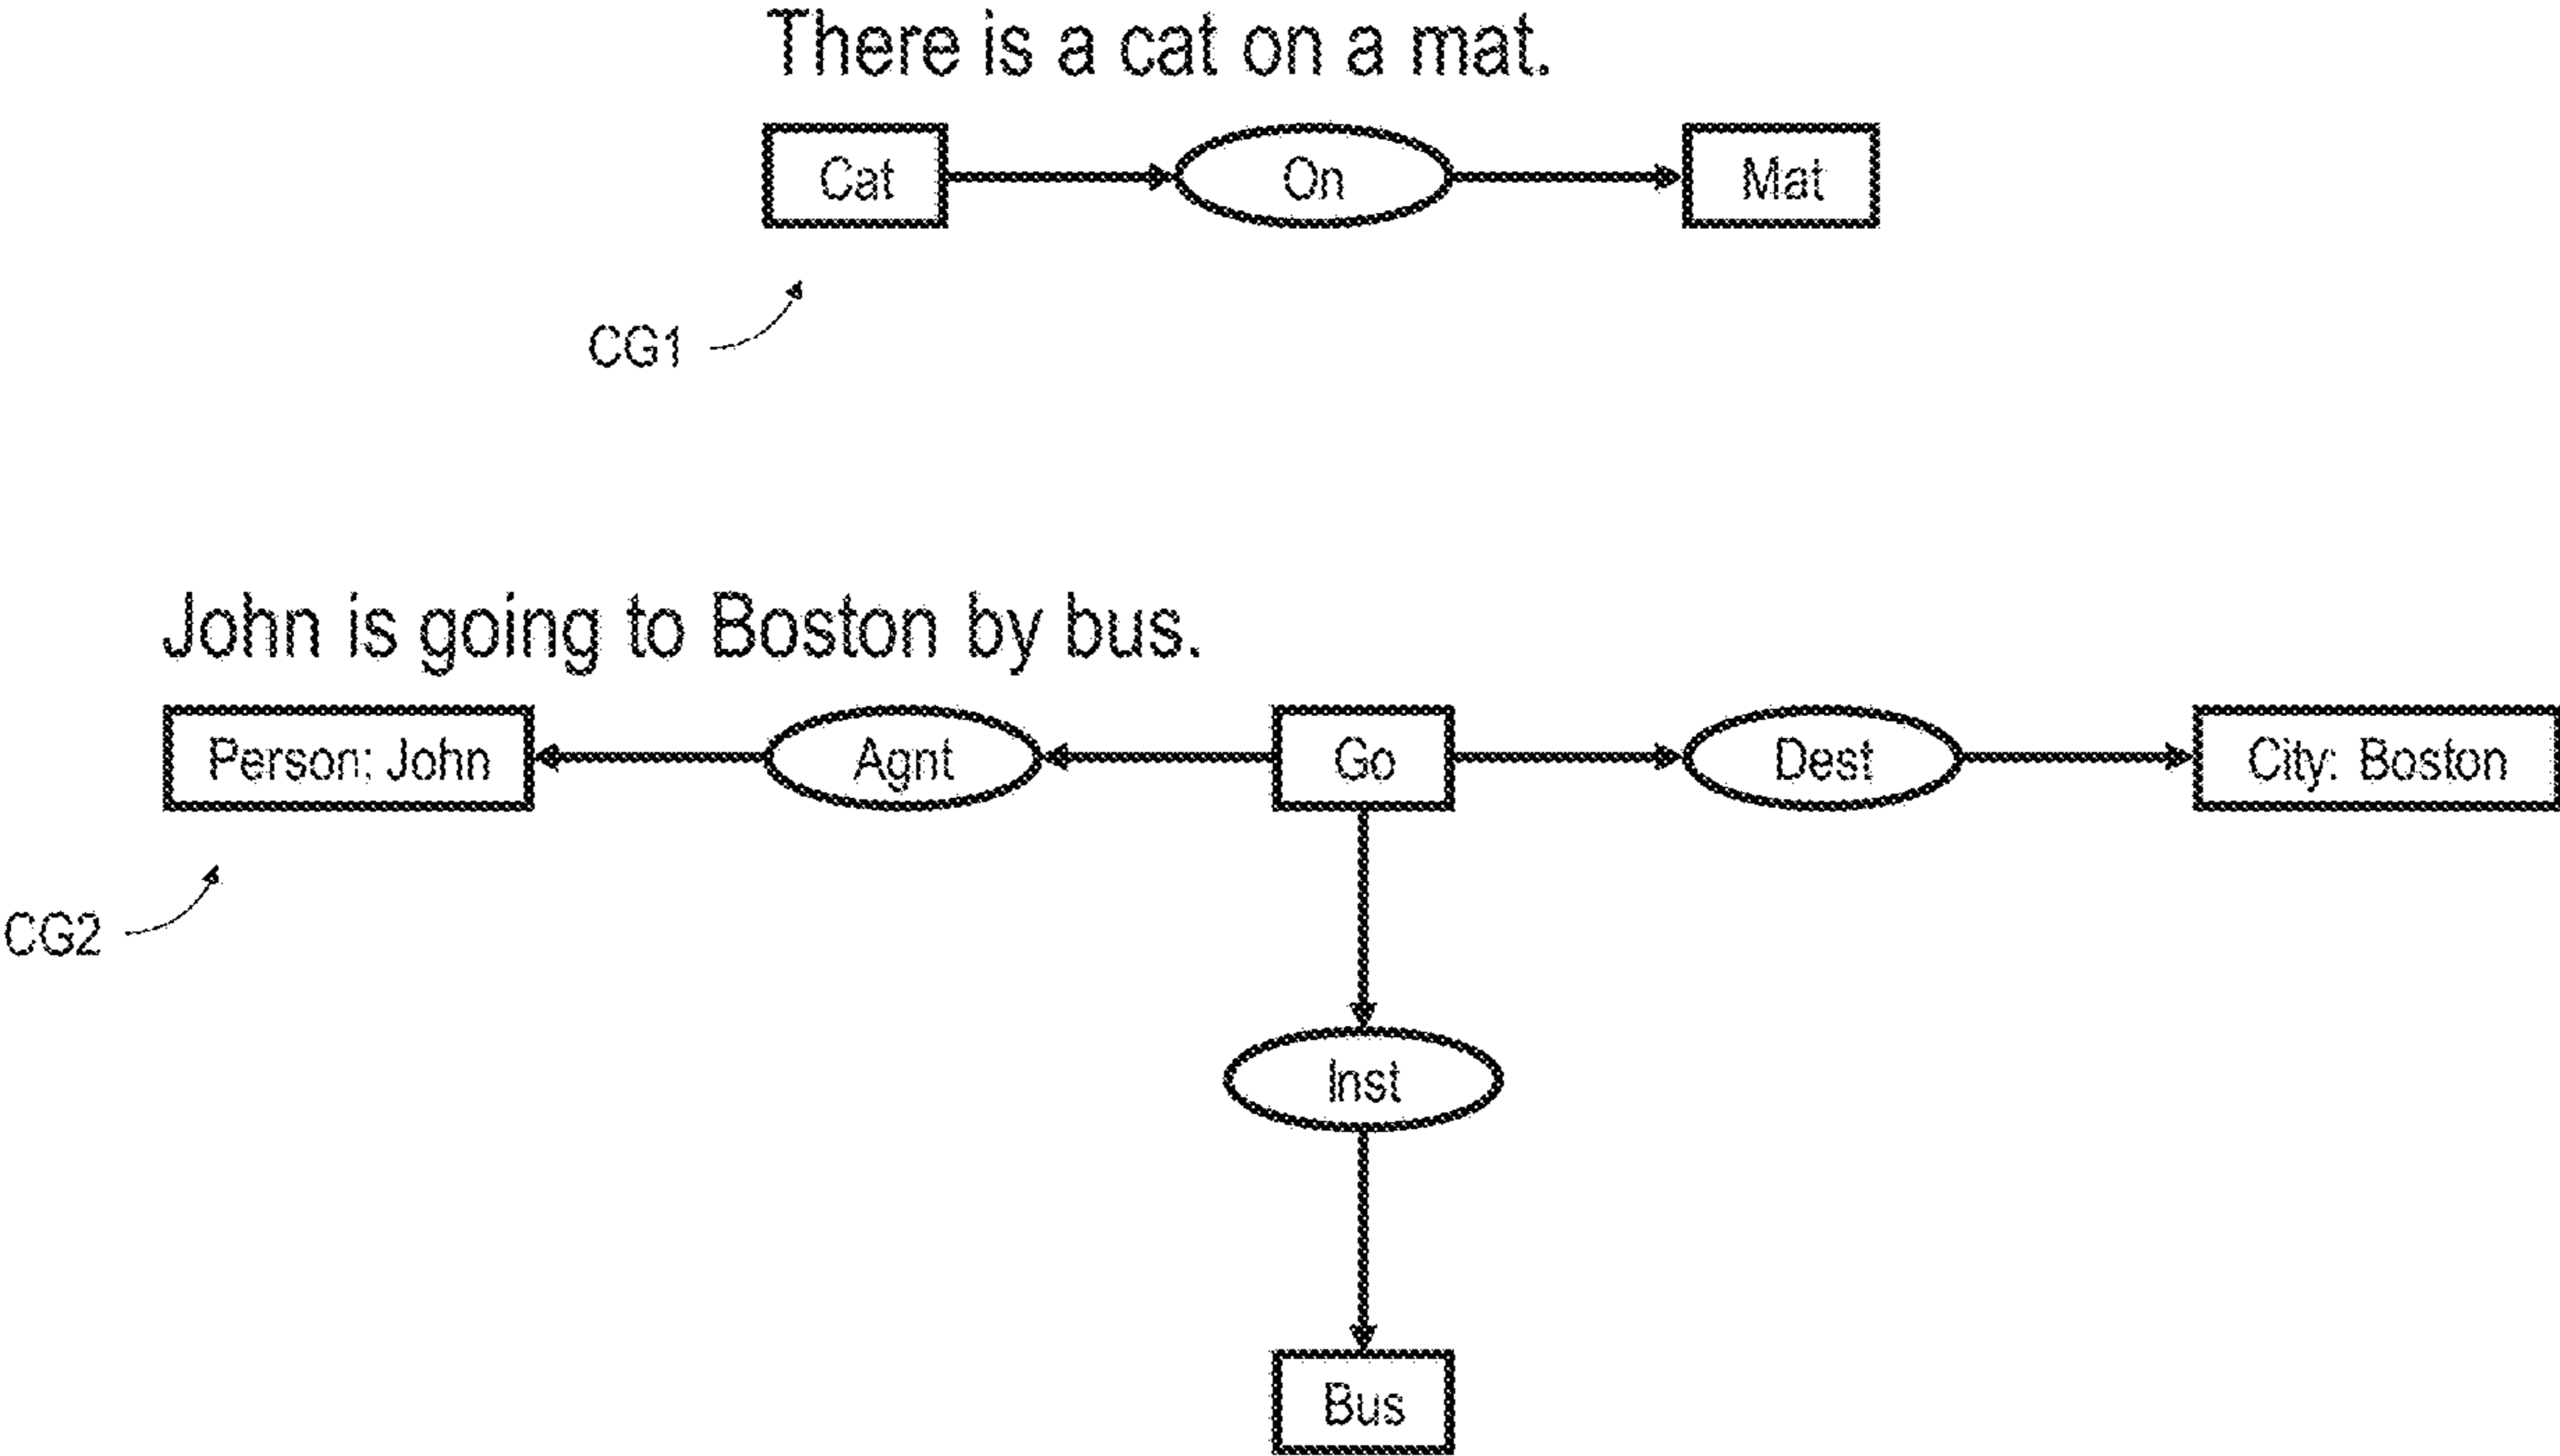 There is a cat on a mat.
Cat On Mat
CG1
John is going to Boston by bus.
Person: John Agnt Go Dest City: Boston
CG2
Inst
Bus